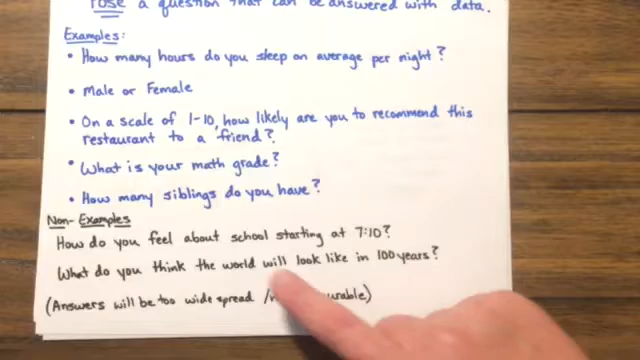 Pose a question that can be answered with data.
Examples:
• How many hours do you sleep on average per night?
• Male or Female
• On a scale of 1-10, how likely are you to recommend this
restaurant to a friend?
• What is your math grade?
• How many siblings do you have?
Non-Examples
How do you feel about school starting at 7:10?
What do you think the world will look like in 100 years?
(Answers will be too wide spread /